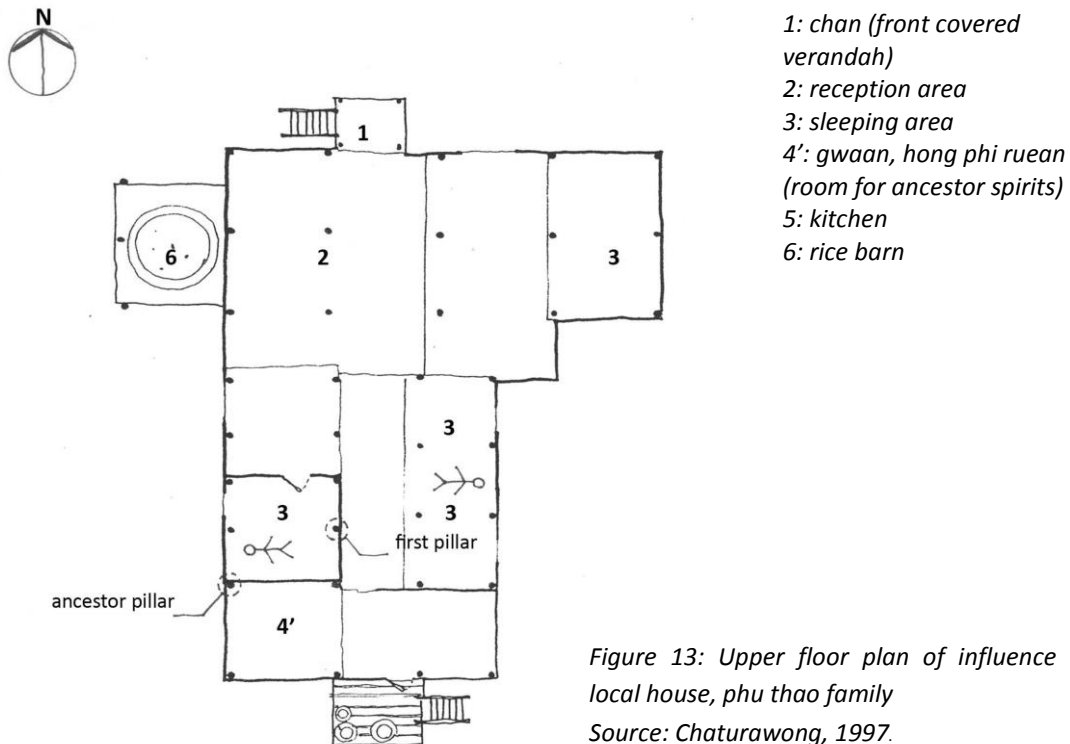 N
1: chan (front covered
verandah)
2: reception area
3: sleeping area
4’: gwaan, hong phi ruean
(room for ancestor spirits)
5: kitchen
6: rice barn
1
6
2
3
3
3
3
first pillar
ancestor pillar
4’
Figure 13: Upper floor plan of influence
local house, phu thao family
Source: Chaturawong, 1997.